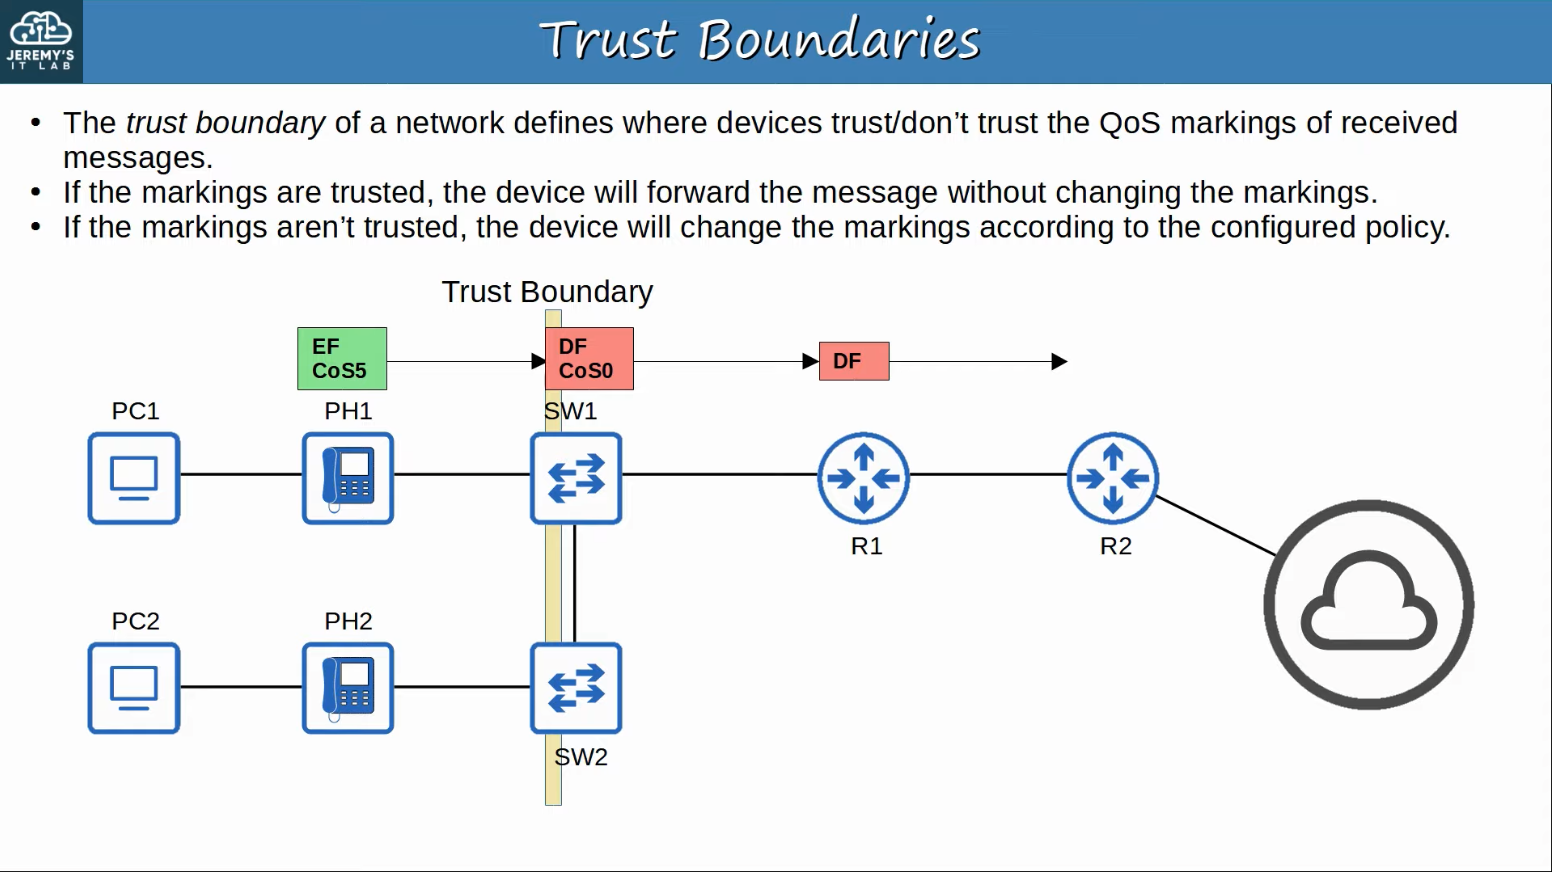 JEREMY'S
IT LAB
Trust Boundaries
• The trust boundary of a network defines where devices trust/don't trust the QoS markings of received
messages.
• If the markings are trusted, the device will forward the message without changing the markings.
• If the markings aren't trusted, the device will change the markings according to the configured policy.
Trust Boundary
EF
CoS5
DF
CoS0
DF
PC1
PH1
SW1
R1
R2
PC2
PH2
SW2